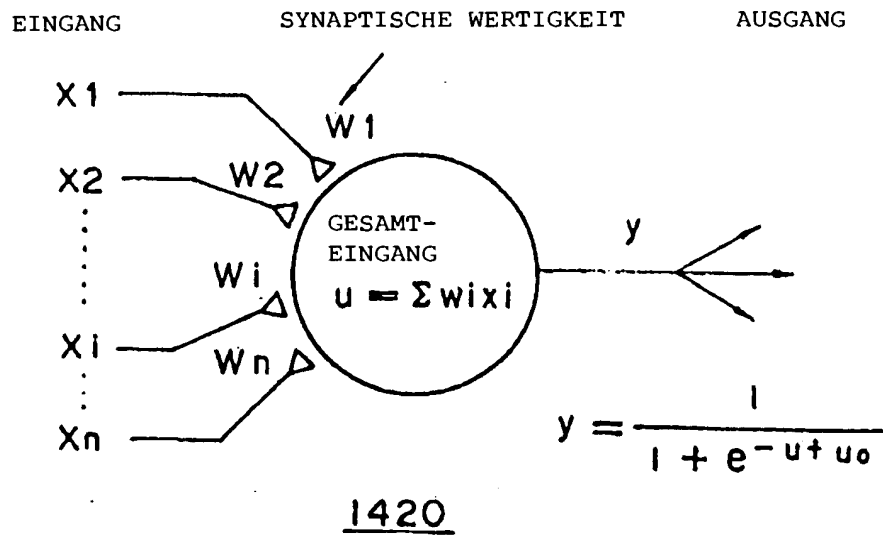 EINGANG SYNAPTISCHE WERTIGKEIT AUSGANG
X1
W1
X2 W2
GESAMT-
EINGANG
y
Wi
u = Σ wixi
Xi
Wn
Xn
y = 1 / 1 + e^-u+uo
1420